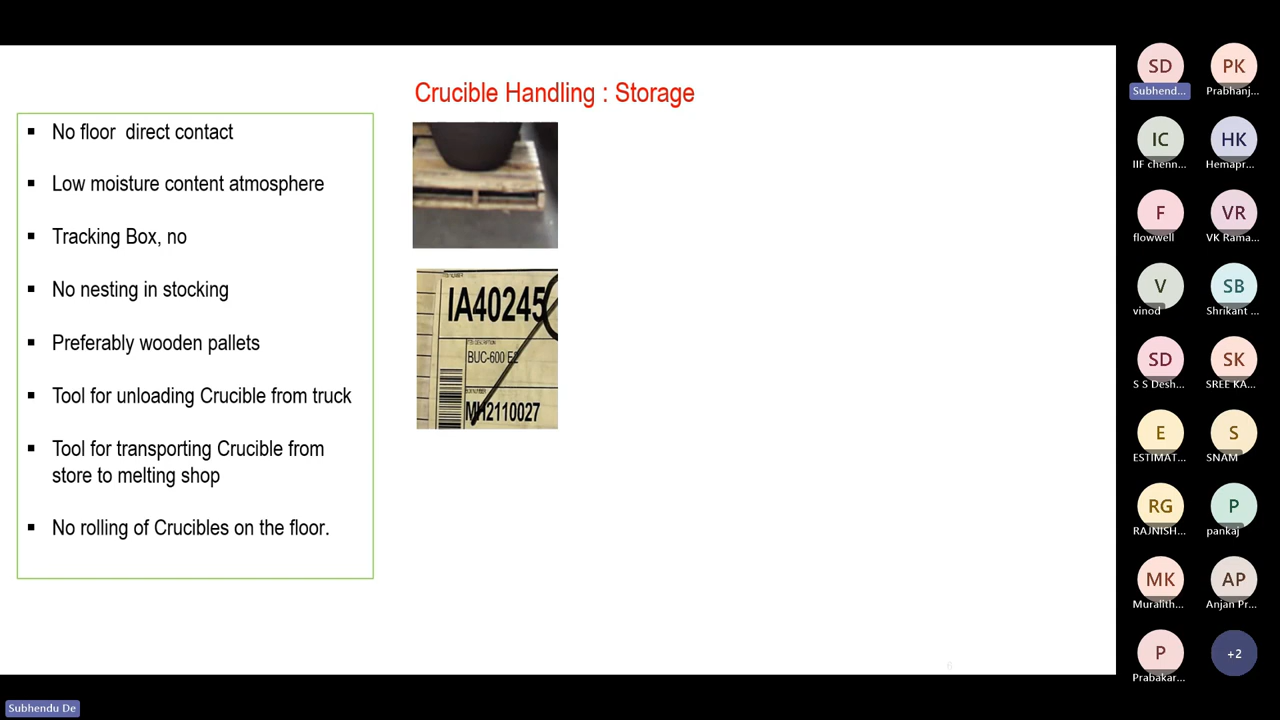 Crucible Handling : Storage
▪ No floor direct contact
▪ Low moisture content atmosphere
▪ Tracking Box, no
▪ No nesting in stocking
▪ Preferably wooden pallets
▪ Tool for unloading Crucible from truck
▪ Tool for transporting Crucible from
store to melting shop
▪ No rolling of Crucibles on the floor.
IA40245
BUC-600 E2
MH2110027
6
SD
Subhend...
PK
Prabhanj...
IC
IIF chenn...
HK
Hemapr...
F
flowwell
VR
VK Rama...
V
vinod
SB
Shrikant ...
SD
S S Desh...
SK
SREE KA...
E
ESTIMAT...
S
SNAM
RG
RAJNISH...
P
pankaj
MK
Muralith...
AP
Anjan Pr...
P
Prabakar...
+2
Subhendu De